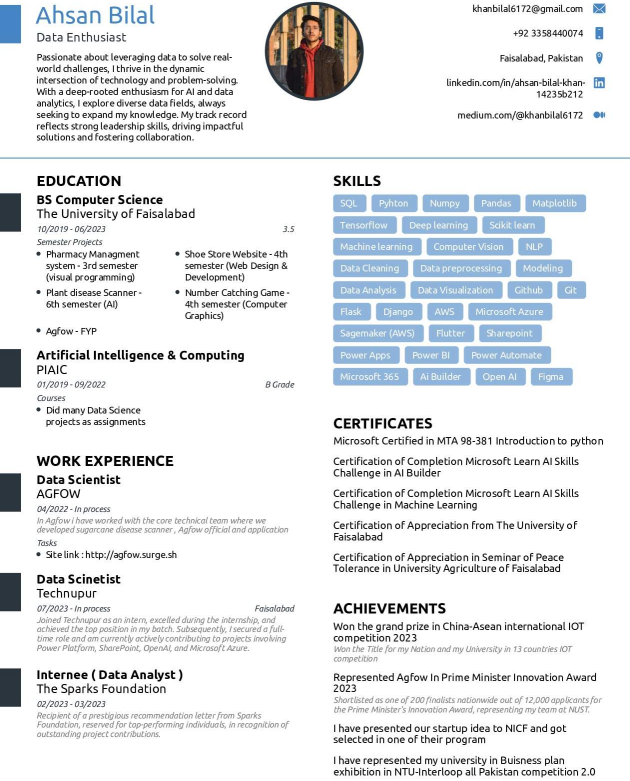 Ahsan Bilal
Data Enthusiast
Passionate about leveraging data to solve real-
world challenges, I thrive in the dynamic
intersection of technology and problem-solving.
With a deep-rooted enthusiasm for AI and data
analytics, I explore diverse data fields, always
seeking to expand my knowledge. My track record
reflects strong leadership skills, driving impactful
solutions and fostering collaboration.
khanbilal6172@gmail.com
+92 3358440074
Faisalabad, Pakistan
linkedin.com/in/ahsan-bilal-khan-
14235b212
medium.com/@khanbilal6172
EDUCATION
BS Computer Science
The University of Faisalabad
10/2019 - 06/2023 3.5
Semester Projects
Pharmacy Managment
system - 3rd semester
(visual programming)
Shoe Store Website - 4th
semester (Web Design &
Development)
Plant disease Scanner -
6th semester (AI)
Number Catching Game -
4th semester (Computer
Graphics)
Agfow - FYP
Artificial Intelligence & Computing
PIAIC
01/2019 - 09/2022 B Grade
Courses
Did many Data Science
projects as assignments
WORK EXPERIENCE
Data Scientist
AGFOW
04/2022 - In process
In Agfow i have worked with the core technical team where we
developed sugarcane disease scanner , Agfow official and application
Tasks
Site link : http://agfow.surge.sh
Data Scinetist
Technupur
07/2023 - In process Faisalabad
Joined Technupur as an intern, excelled during the internship, and
achieved the top position in my batch. Subsequently, I secured a full-
time role and am currently actively contributing to projects involving
Power Platform, SharePoint, OpenAI, and Microsoft Azure.
Internee ( Data Analyst )
The Sparks Foundation
02/2023 - 03/2023
Recipient of a prestigious recommendation letter from Sparks
Foundation, reserved for top-performing individuals, in recognition of
outstanding project contributions.
SKILLS
SQL Pyhton Numpy Pandas Matplotlib
Tensorflow Deep learning Scikit learn
Machine learning Computer Vision NLP
Data Cleaning Data preprocessing Modeling
Data Analysis Data Visualization Github Git
Flask Django AWS Microsoft Azure
Sagemaker (AWS) Flutter Sharepoint
Power Apps Power BI Power Automate
Microsoft 365 Ai Builder Open AI Figma
CERTIFICATES
Microsoft Certified in MTA 98-381 Introduction to python
Certification of Completion Microsoft Learn AI Skills
Challenge in AI Builder
Certification of Completion Microsoft Learn AI Skills
Challenge in Machine Learning
Certification of Appreciation from The University of
Faisalabad
Certification of Appreciation in Seminar of Peace
Tolerance in University Agriculture of Faisalabad
ACHIEVEMENTS
Won the grand prize in China-Asean international IOT
competition 2023
Won the Title for my Nation and my University in 13 countries IOT
competition
Represented Agfow In Prime Minister Innovation Award
2023
Shortlisted as one of 200 finalists nationwide out of 12,000 applicants for
the Prime Minister's Innovation Award, representing my team at NUST.
I have presented our startup idea to NICF and got
selected in one of their program
I have represented my university in Buisness plan
exhibition in NTU-Interloop all Pakistan competition 2.0